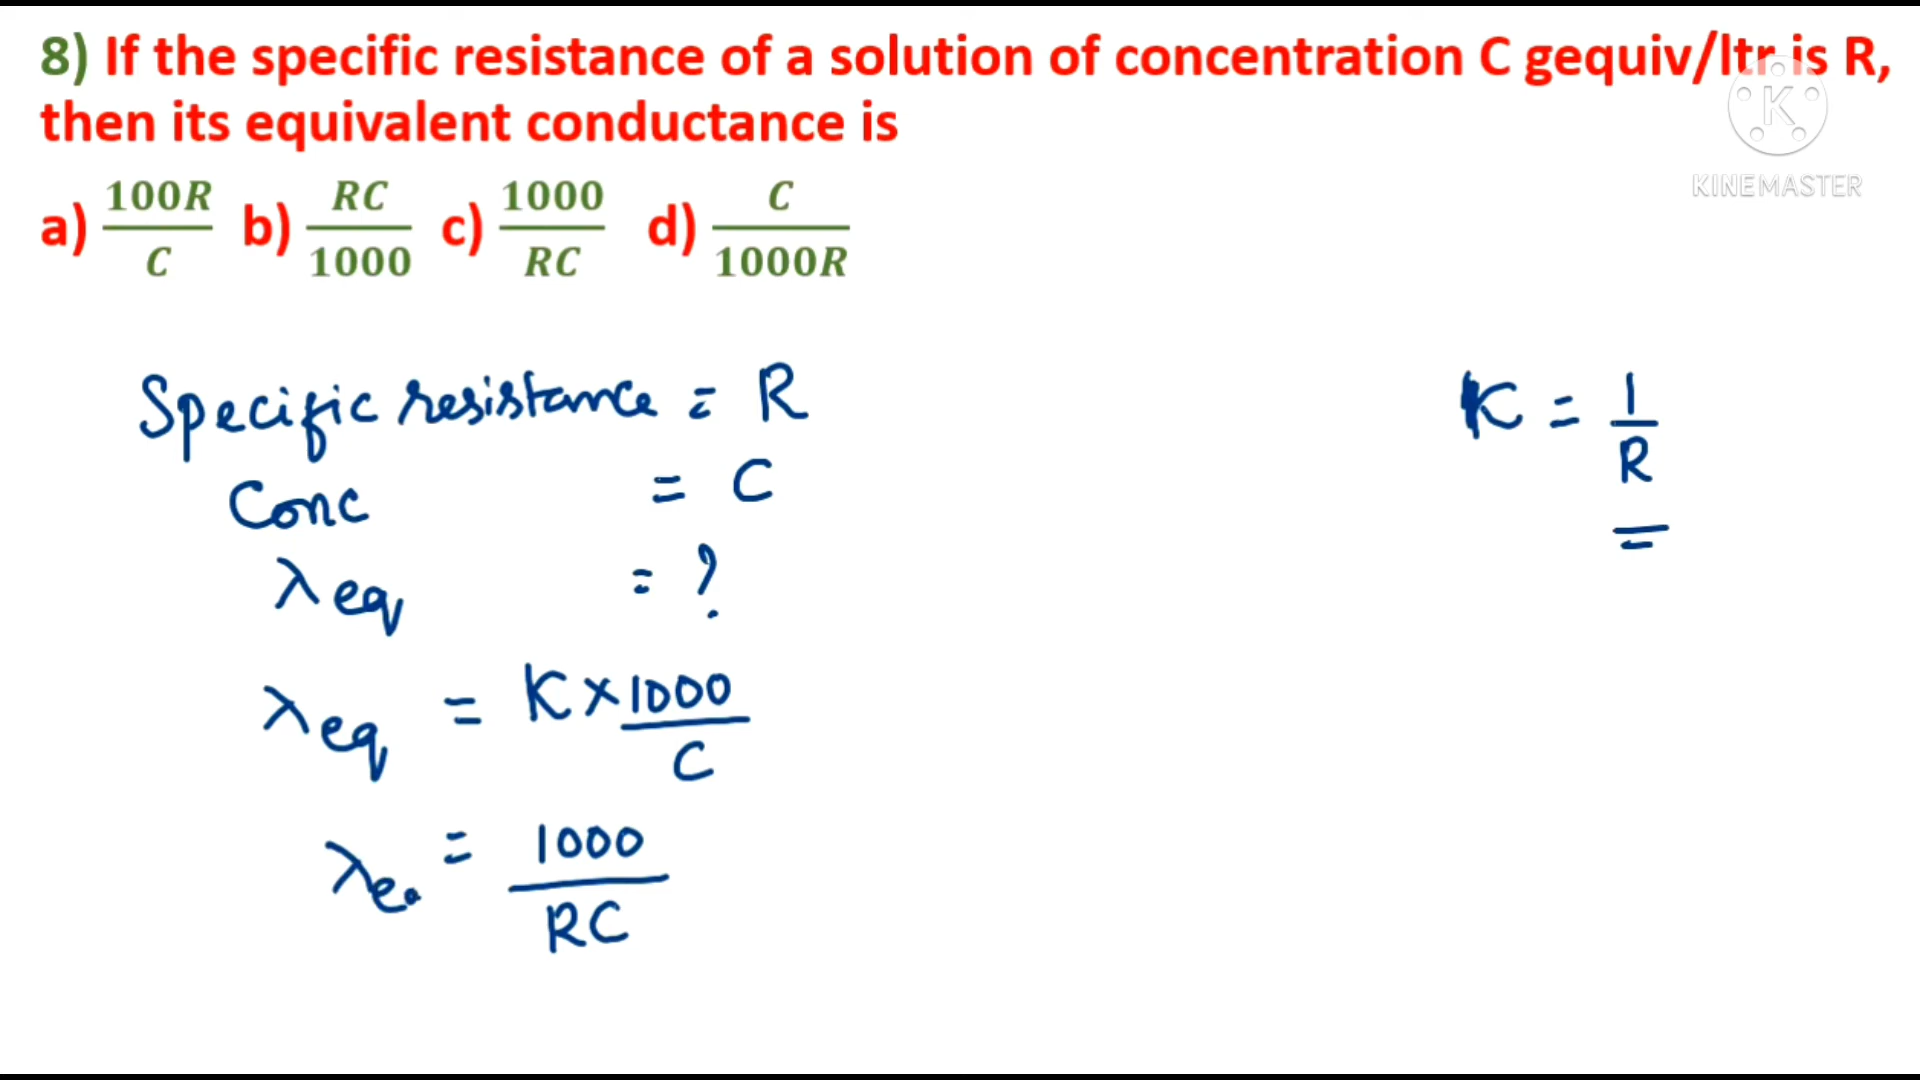 8) If the specific resistance of a solution of concentration C gequiv/ltr is R,
then its equivalent conductance is
a) 100R/C b) RC/1000 c) 1000/RC d) C/1000R
K
KINEMASTER
Specific resistance = R
Conc = C
λeq = ?
λeq = K × 1000/C
λeq = 1000/RC
K = 1/R